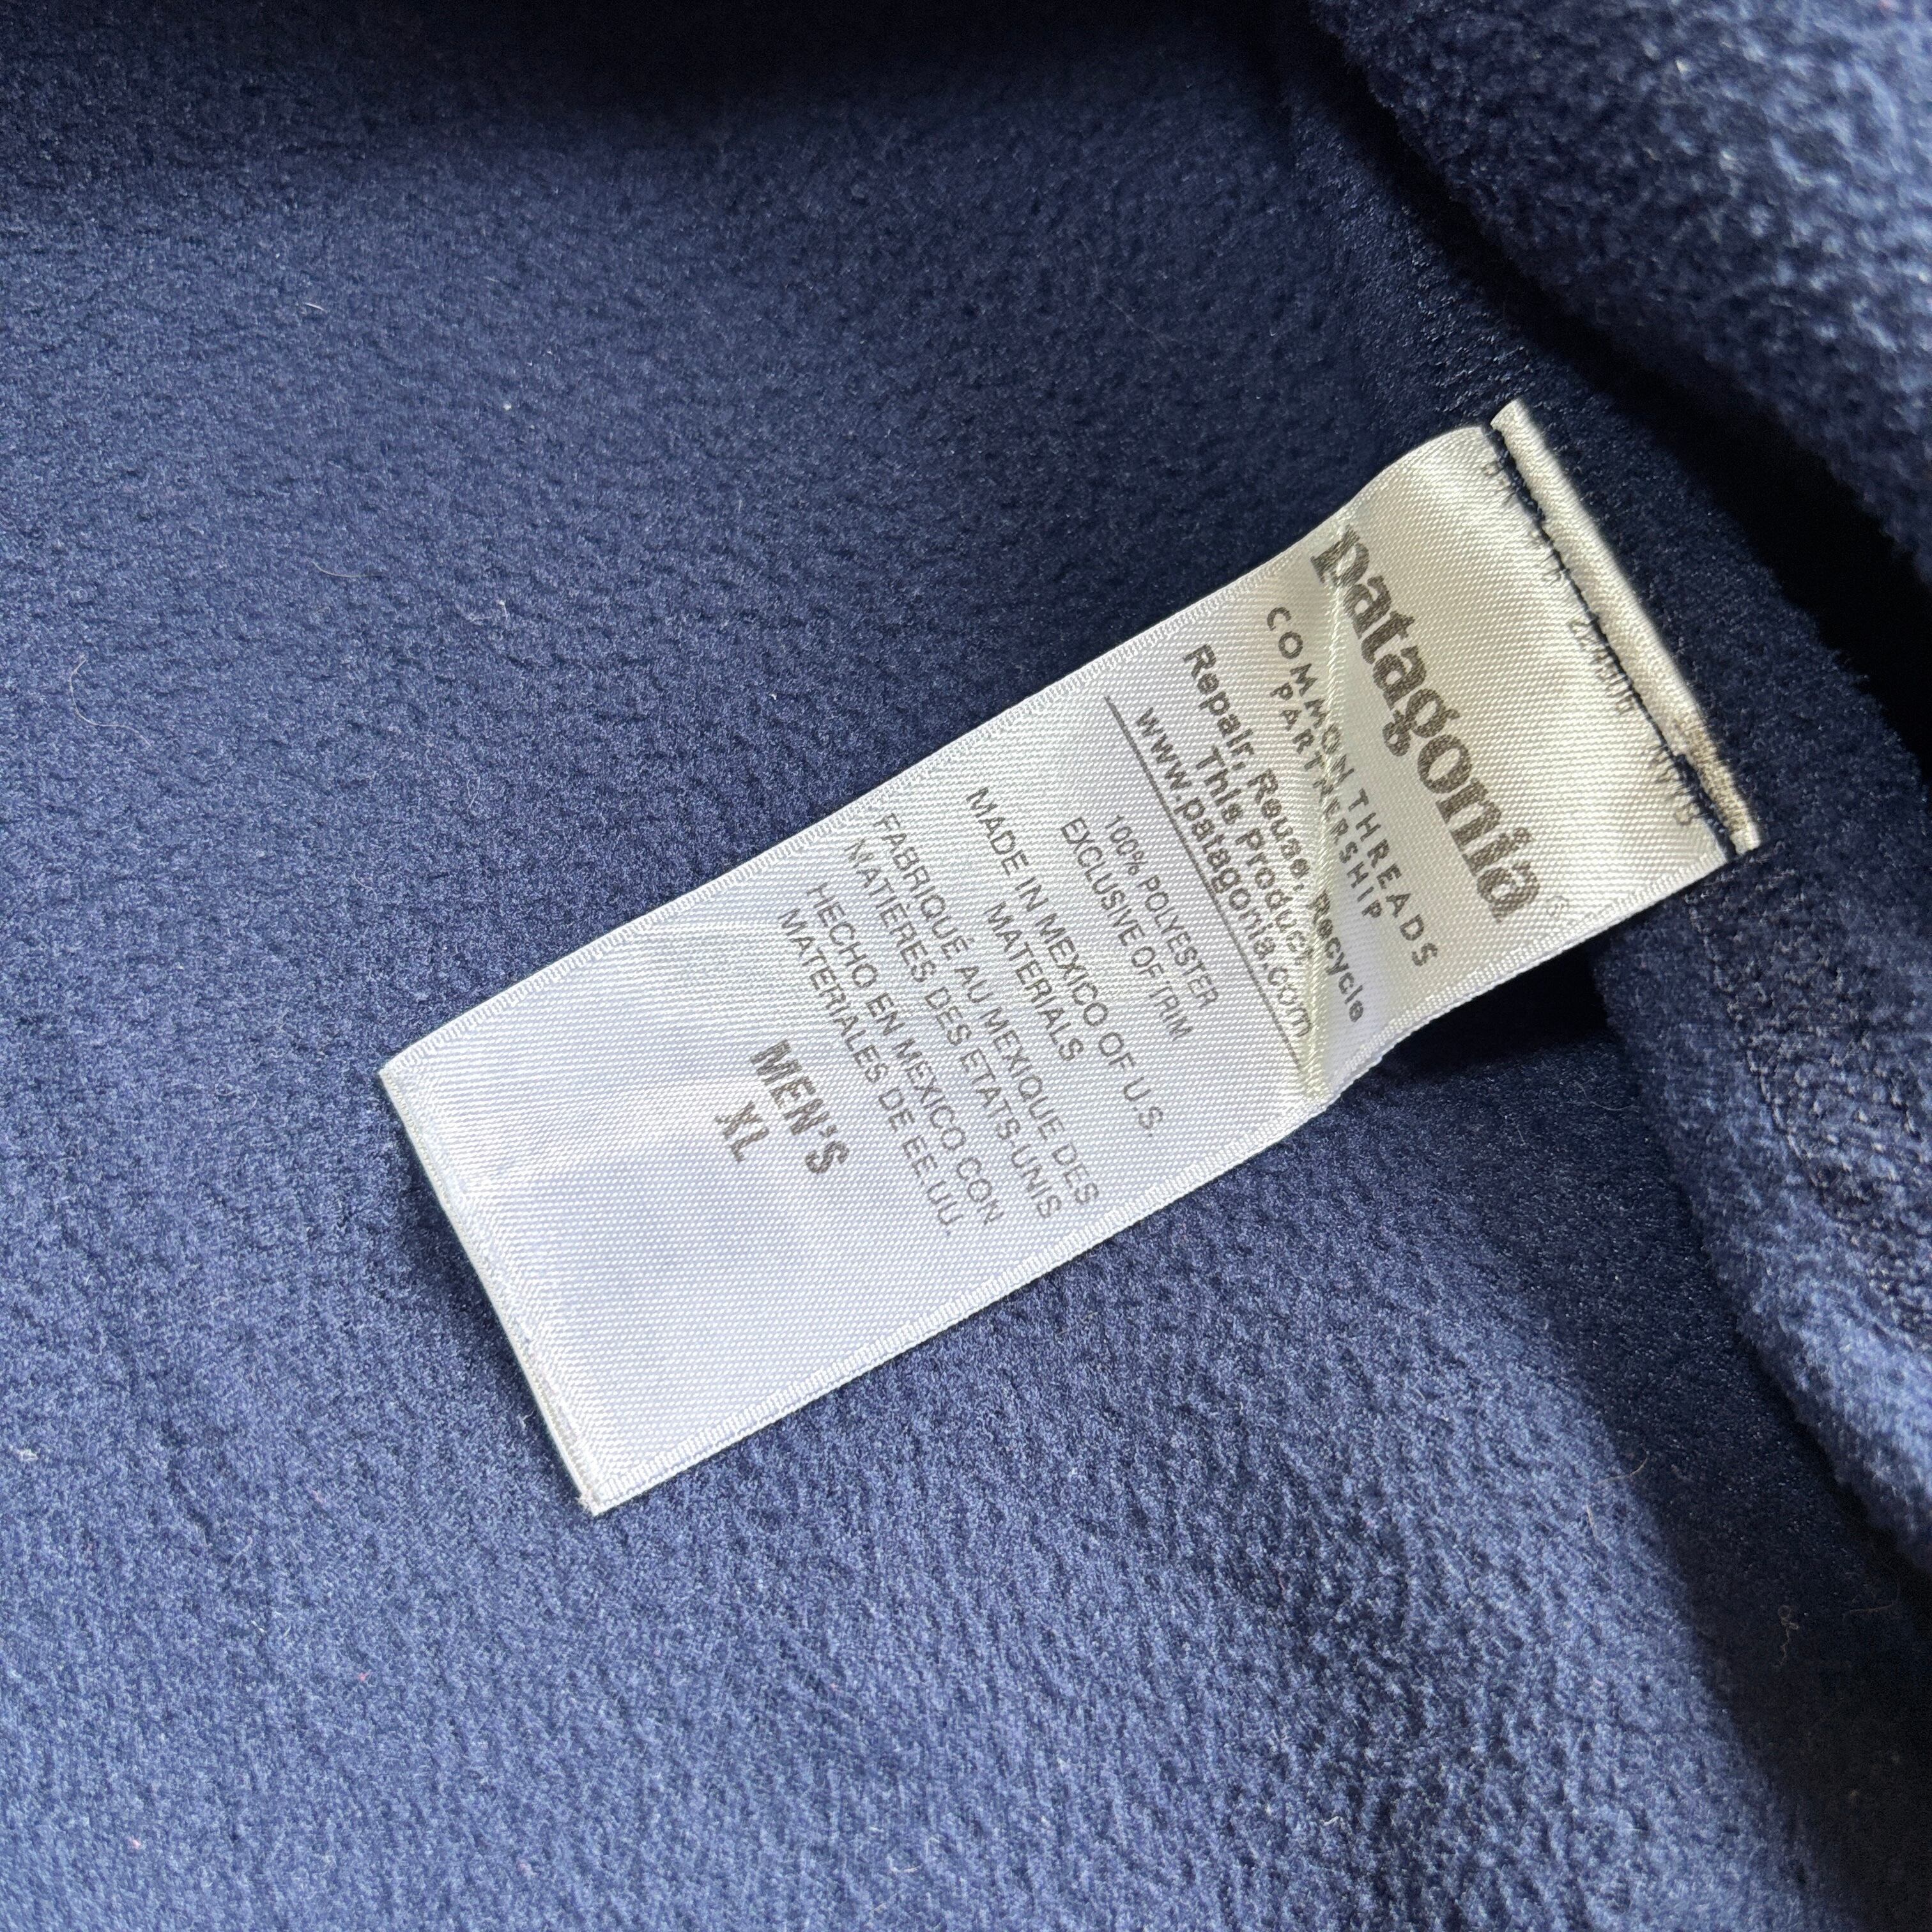 patagonia®
COMMON THREADS
PARTNERSHIP
Repair, Reuse, Recycle
This Product
www.patagonia.com
100% POLYESTER
EXCLUSIVE OF TRIM
MADE IN MEXICO OF U.S.
MATERIALS
FABRIQUÉ AU MEXIQUE DES
MATIÈRES DES ETATS-UNIS
HECHO EN MEXICO CON
MATERIALES DE EE.UU.
MEN'S
XL